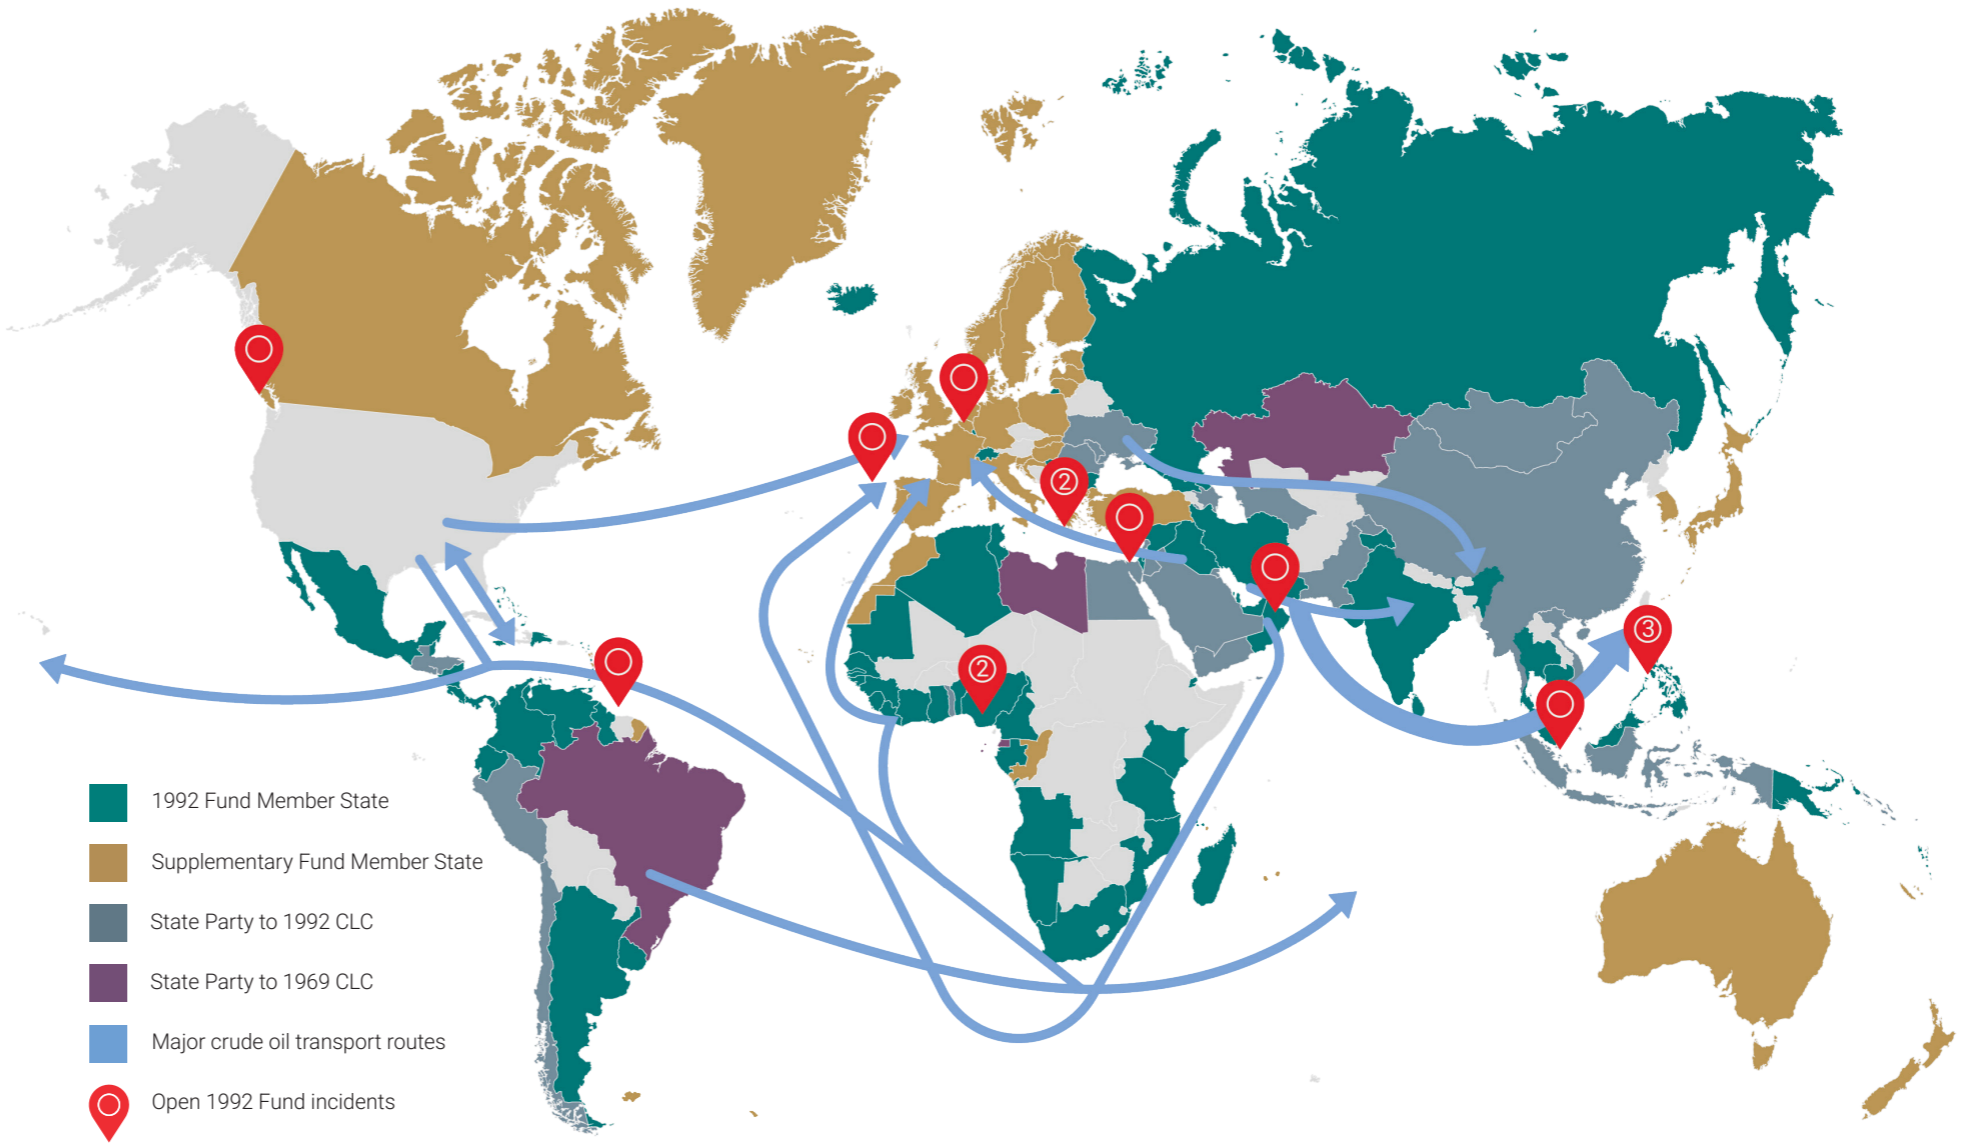 2
2
3
1992 Fund Member State
Supplementary Fund Member State
State Party to 1992 CLC
State Party to 1969 CLC
Major crude oil transport routes
Open 1992 Fund incidents